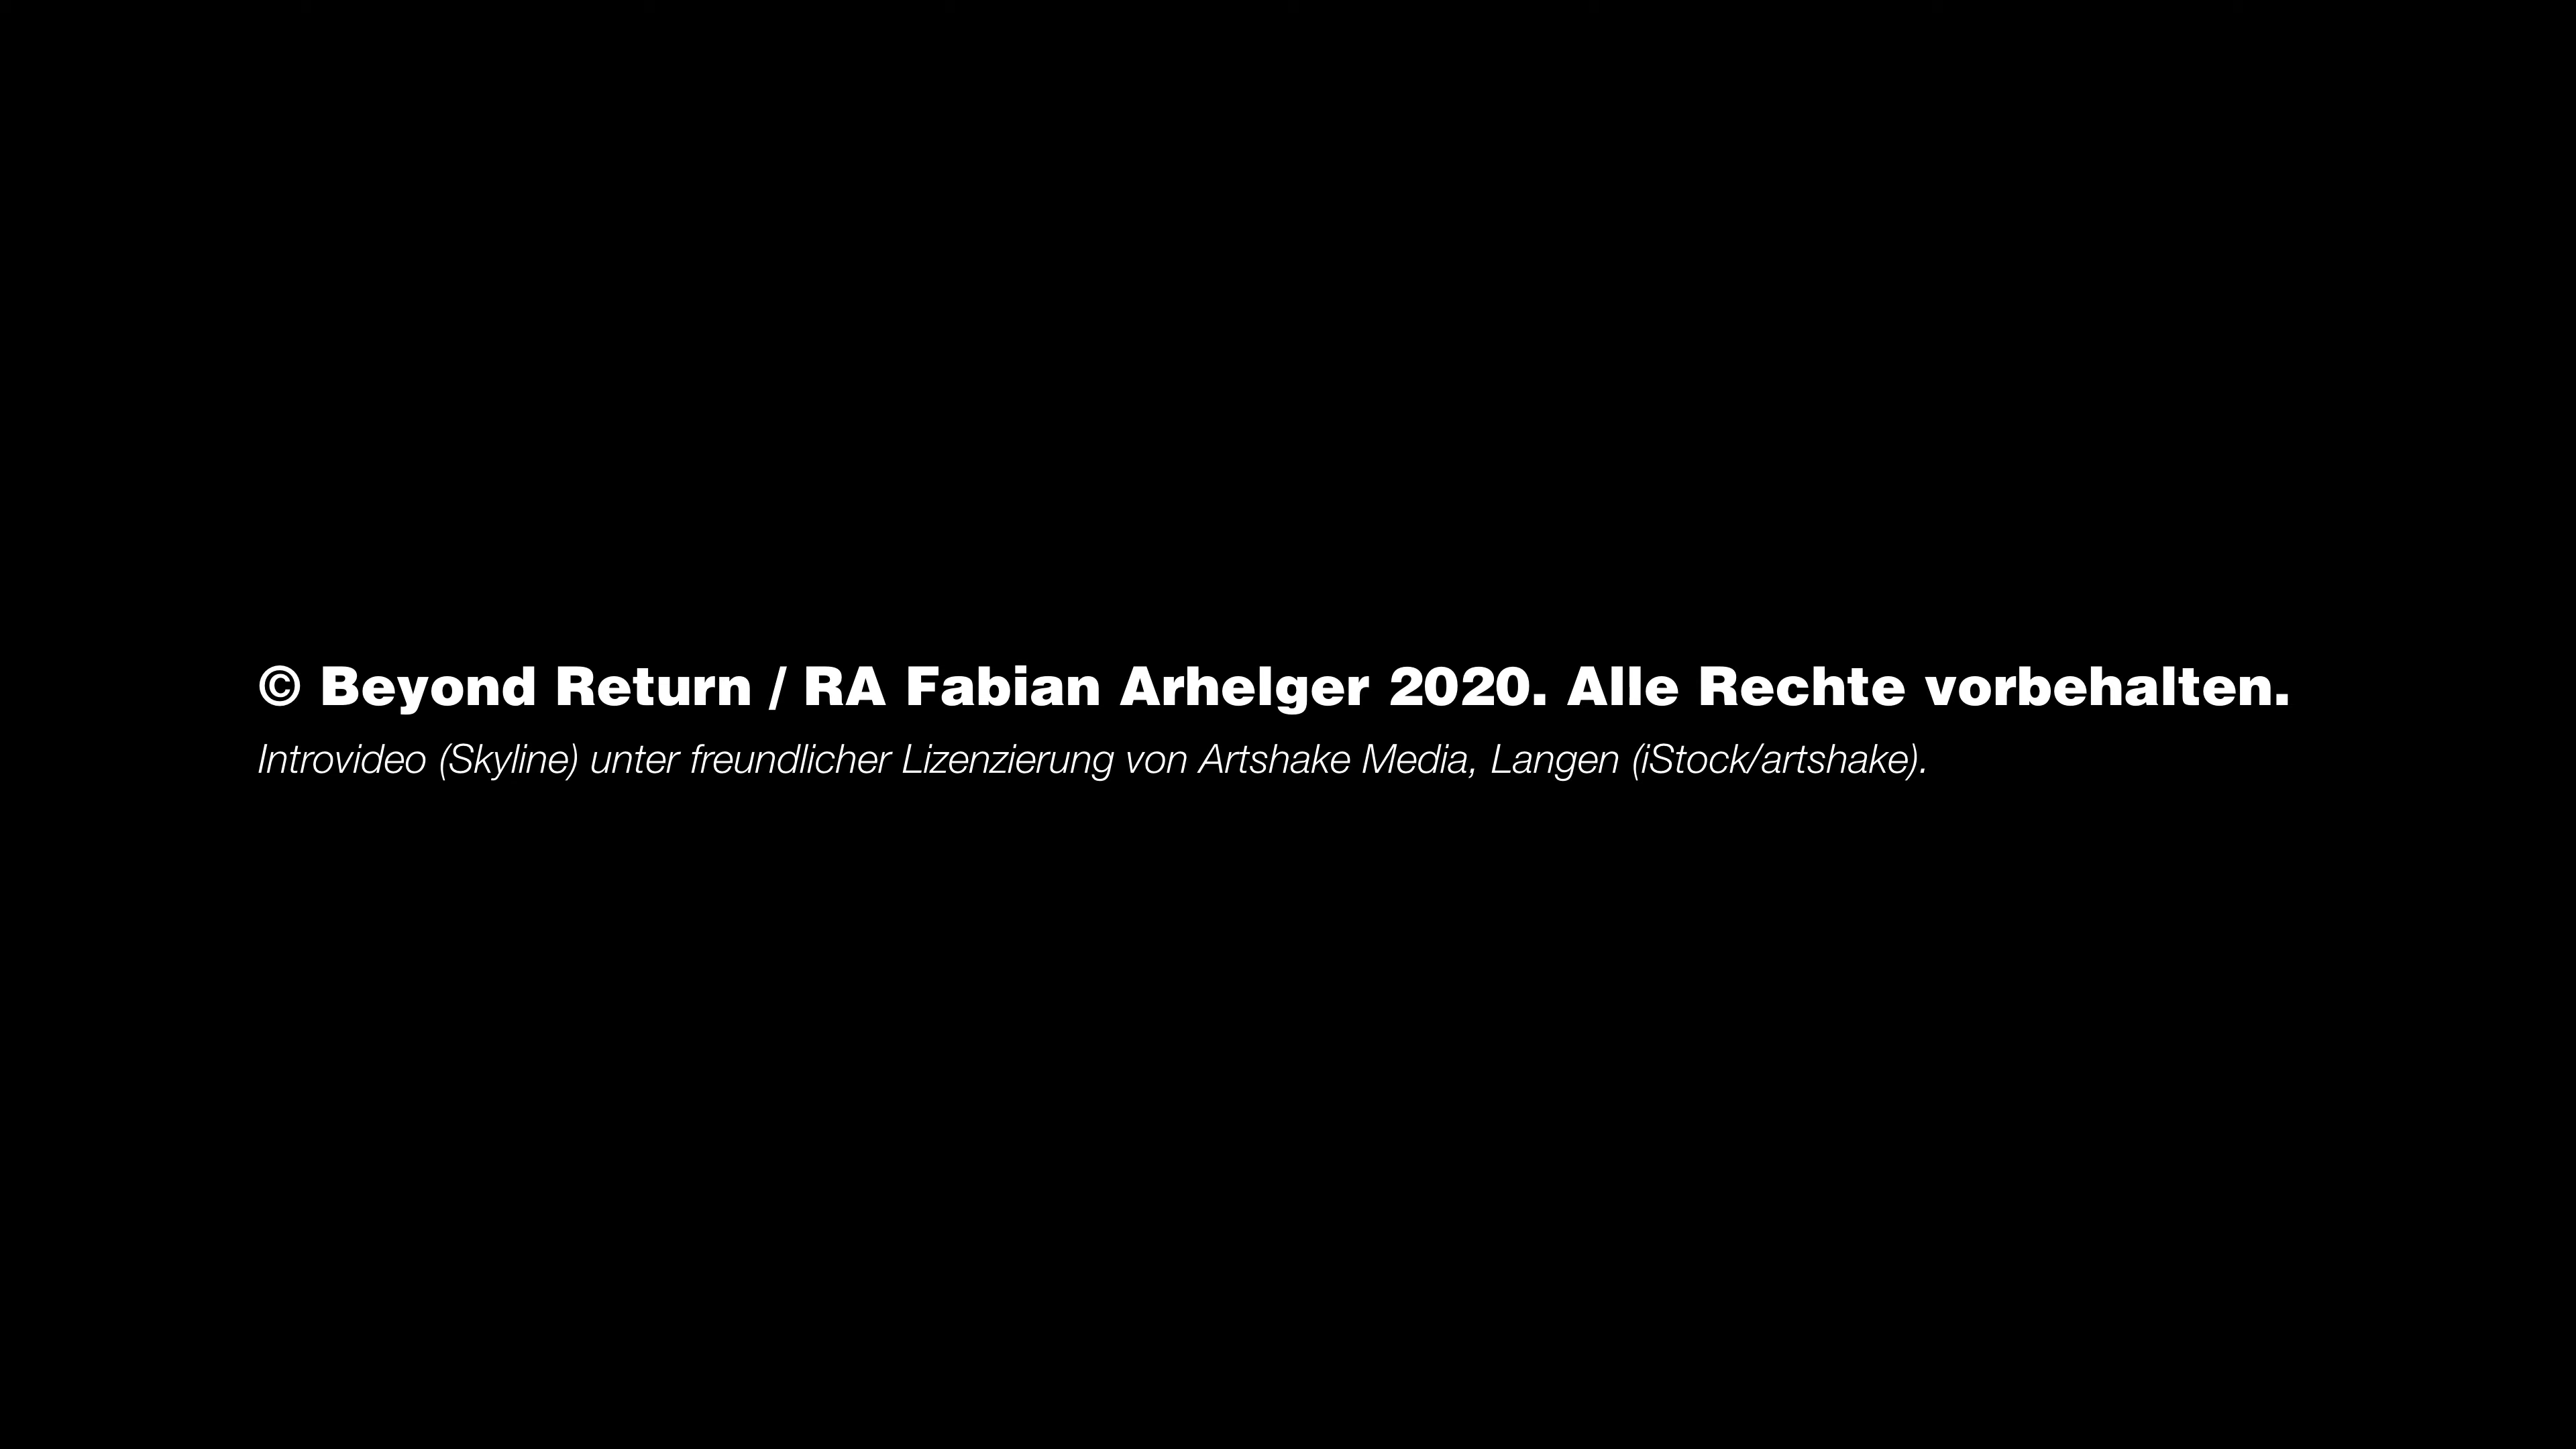 © Beyond Return / RA Fabian Arhelger 2020. Alle Rechte vorbehalten.
Introvideo (Skyline) unter freundlicher Lizenzierung von Artshake Media, Langen (iStock/artshake).